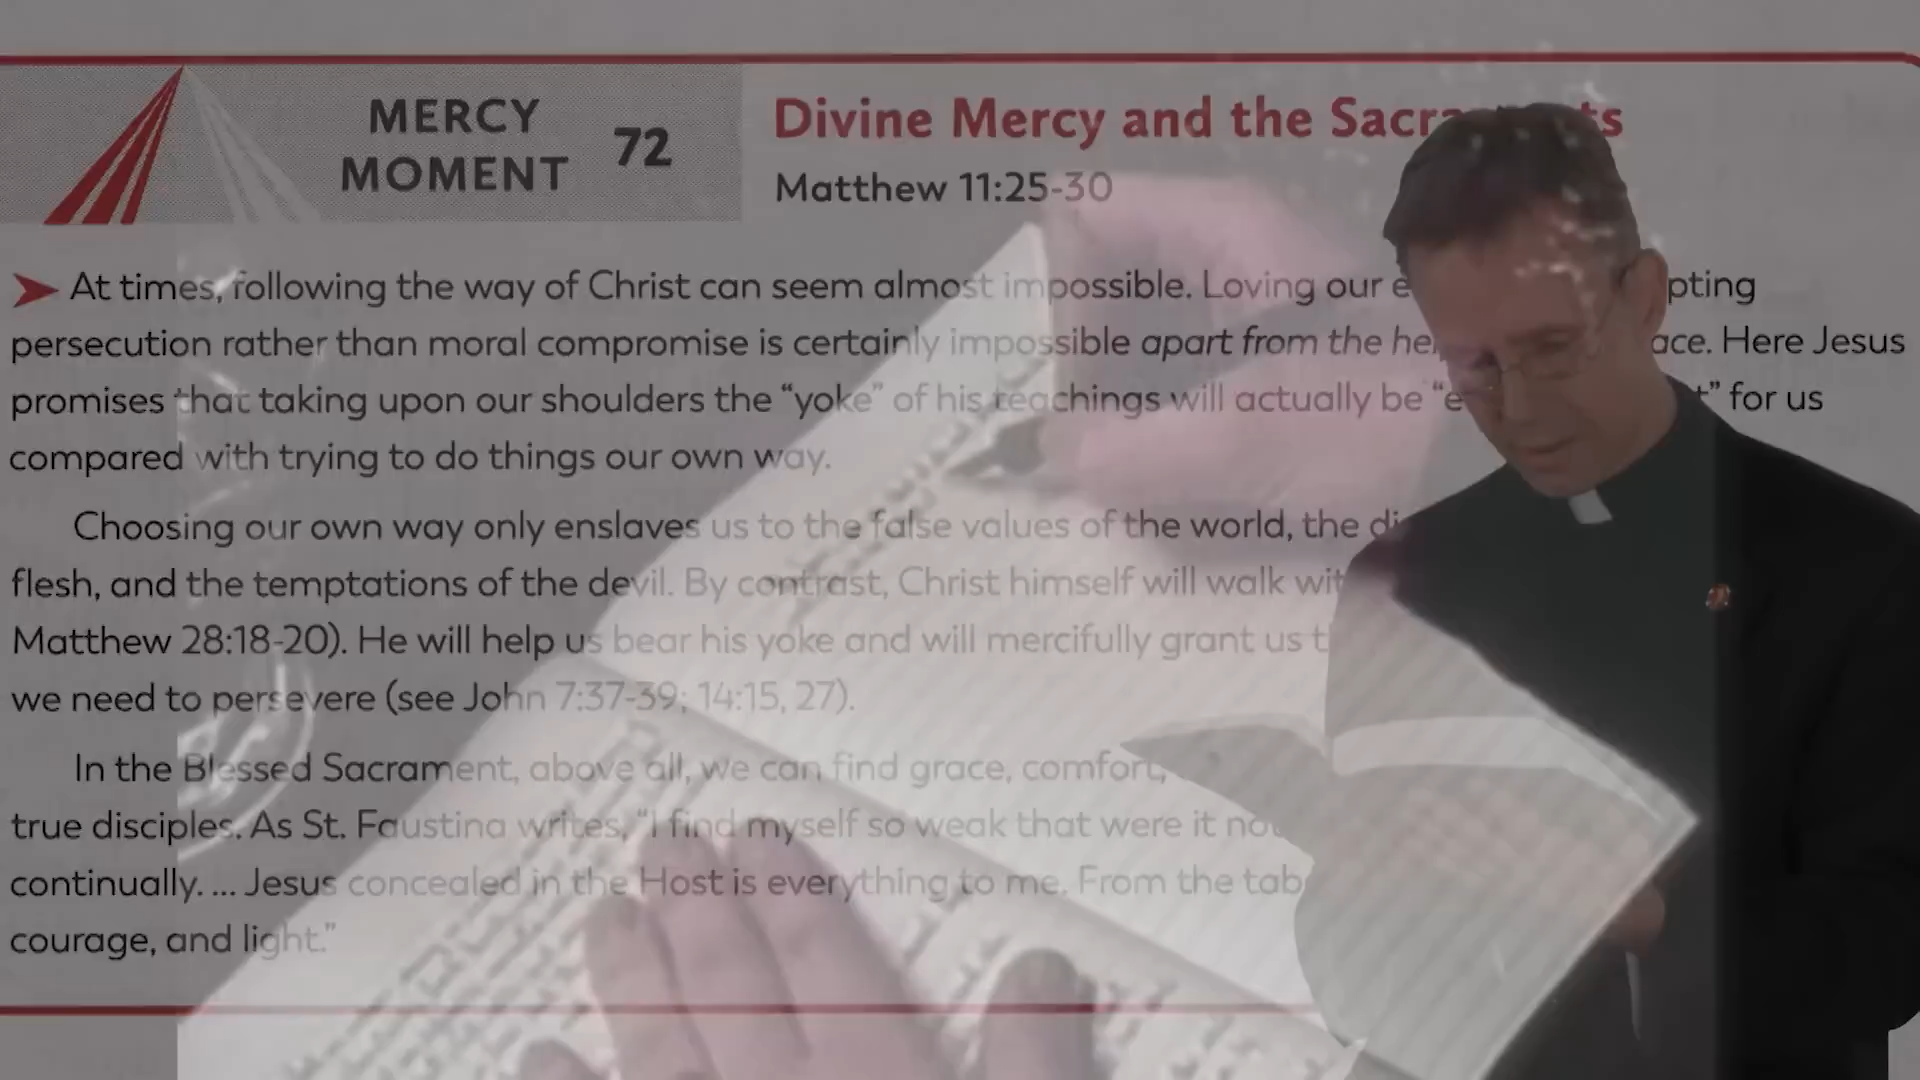 MERCY
MOMENT
72
Divine Mercy and the
Matthew 11:25-30
At times, following the way of Christ can seem almost impossible. Loving our
persecution rather than moral compromise is certainly impossible apart from the Here Jesus
promises that taking upon our shoulders the “yoke” of his teachings will actually be for us
compared with trying to do things our own way.
Choosing our own way only enslaves us to the false values of the world, the
flesh, and the temptations of the devil. By contrast, Christ himself will walk
Matthew 28:18-20). He will help us bear his yoke and will mercifully grant us
we need to persevere (see John 7:37-39; 14:15, 27).
In the Blessed Sacrament, above all, we can find grace, comfort,
true disciples. As St. Faustina writes, “I find myself so weak that were it
continually. ... Jesus concealed in the Host is everything to me. From the
courage, and light.”